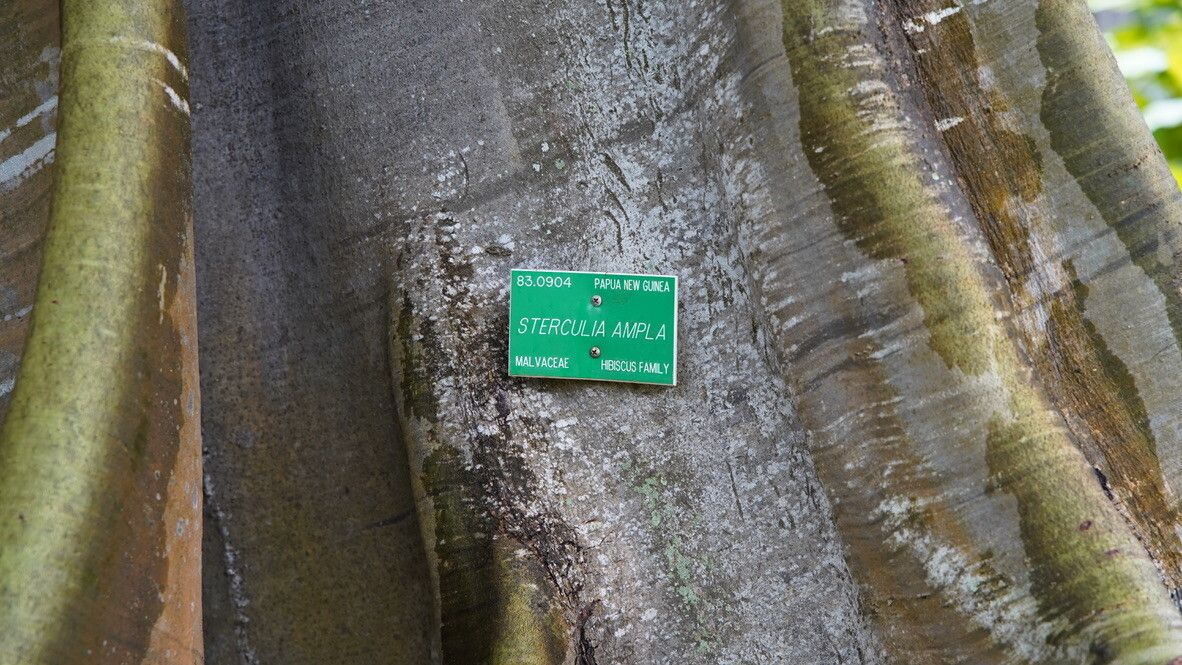 83.0904 PAPUA NEW GUINEA
STERCULIA AMPLA
MALVACEAE HIBISCUS FAMILY